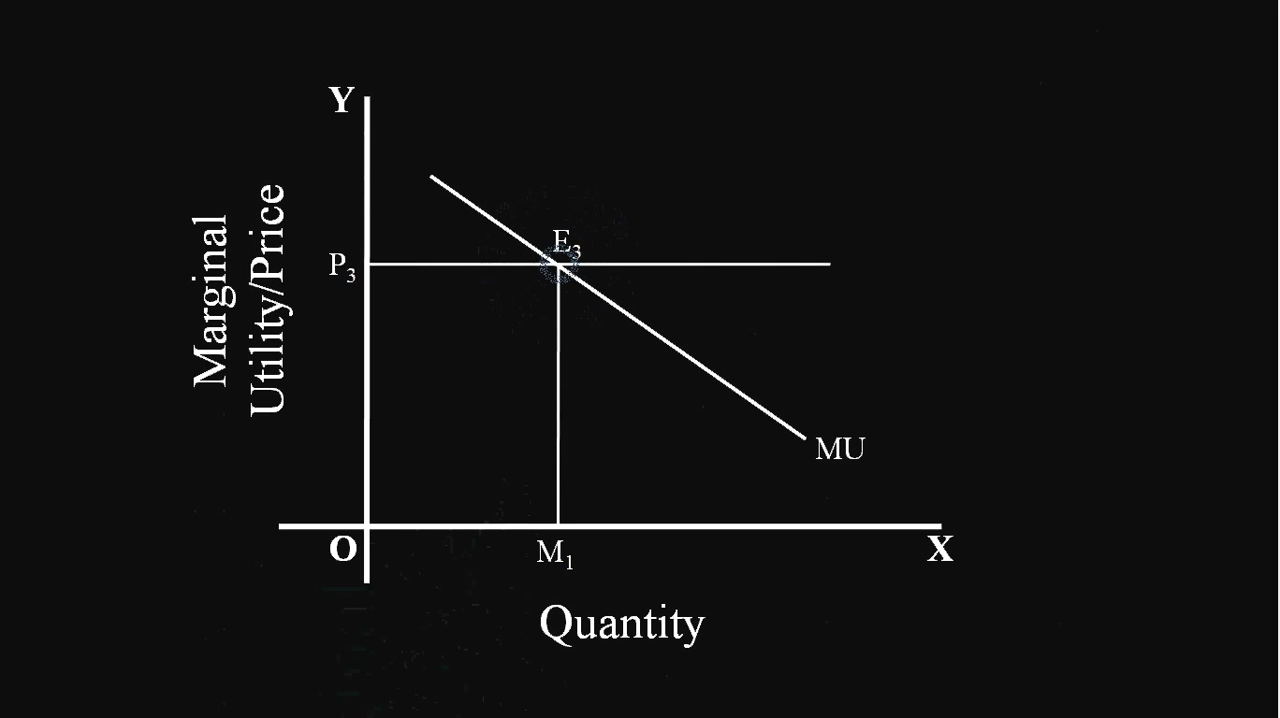 Y
Marginal
Utility/Price
E₃
P₃
MU
O
M₁
X
Quantity